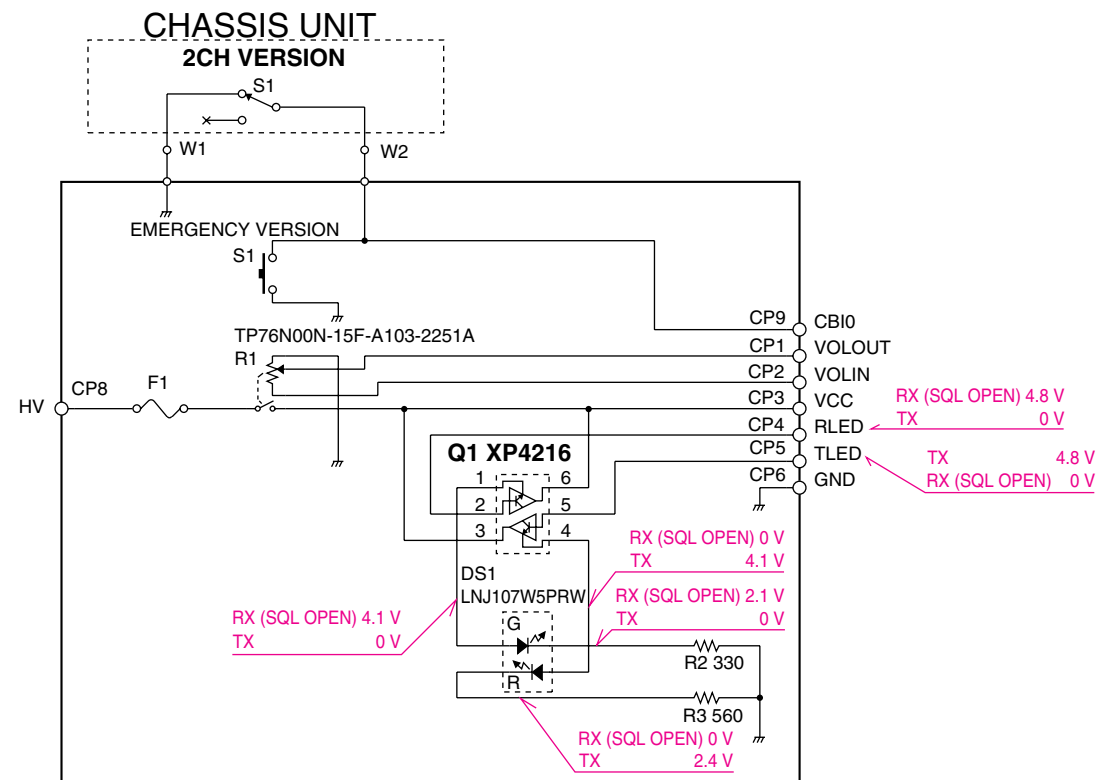 CHASSIS UNIT
2CH VERSION
S1
W1
W2
EMERGENCY VERSION
S1
TP76N00N-15F-A103-2251A
R1
HV
CP8
F1
CP9 CBI0
CP1 VOLOUT
CP2 VOLIN
CP3 VCC
CP4 RLED
CP5 TLED
CP6 GND
RX (SQL OPEN) 4.8 V
TX 0 V
TX 4.8 V
RX (SQL OPEN) 0 V
Q1 XP4216
1 6
2 5
3 4
RX (SQL OPEN) 0 V
TX 4.1 V
DS1
LNJ107W5PRW
RX (SQL OPEN) 2.1 V
TX 0 V
RX (SQL OPEN) 4.1 V
TX 0 V
G
R
R2 330
R3 560
RX (SQL OPEN) 0 V
TX 2.4 V